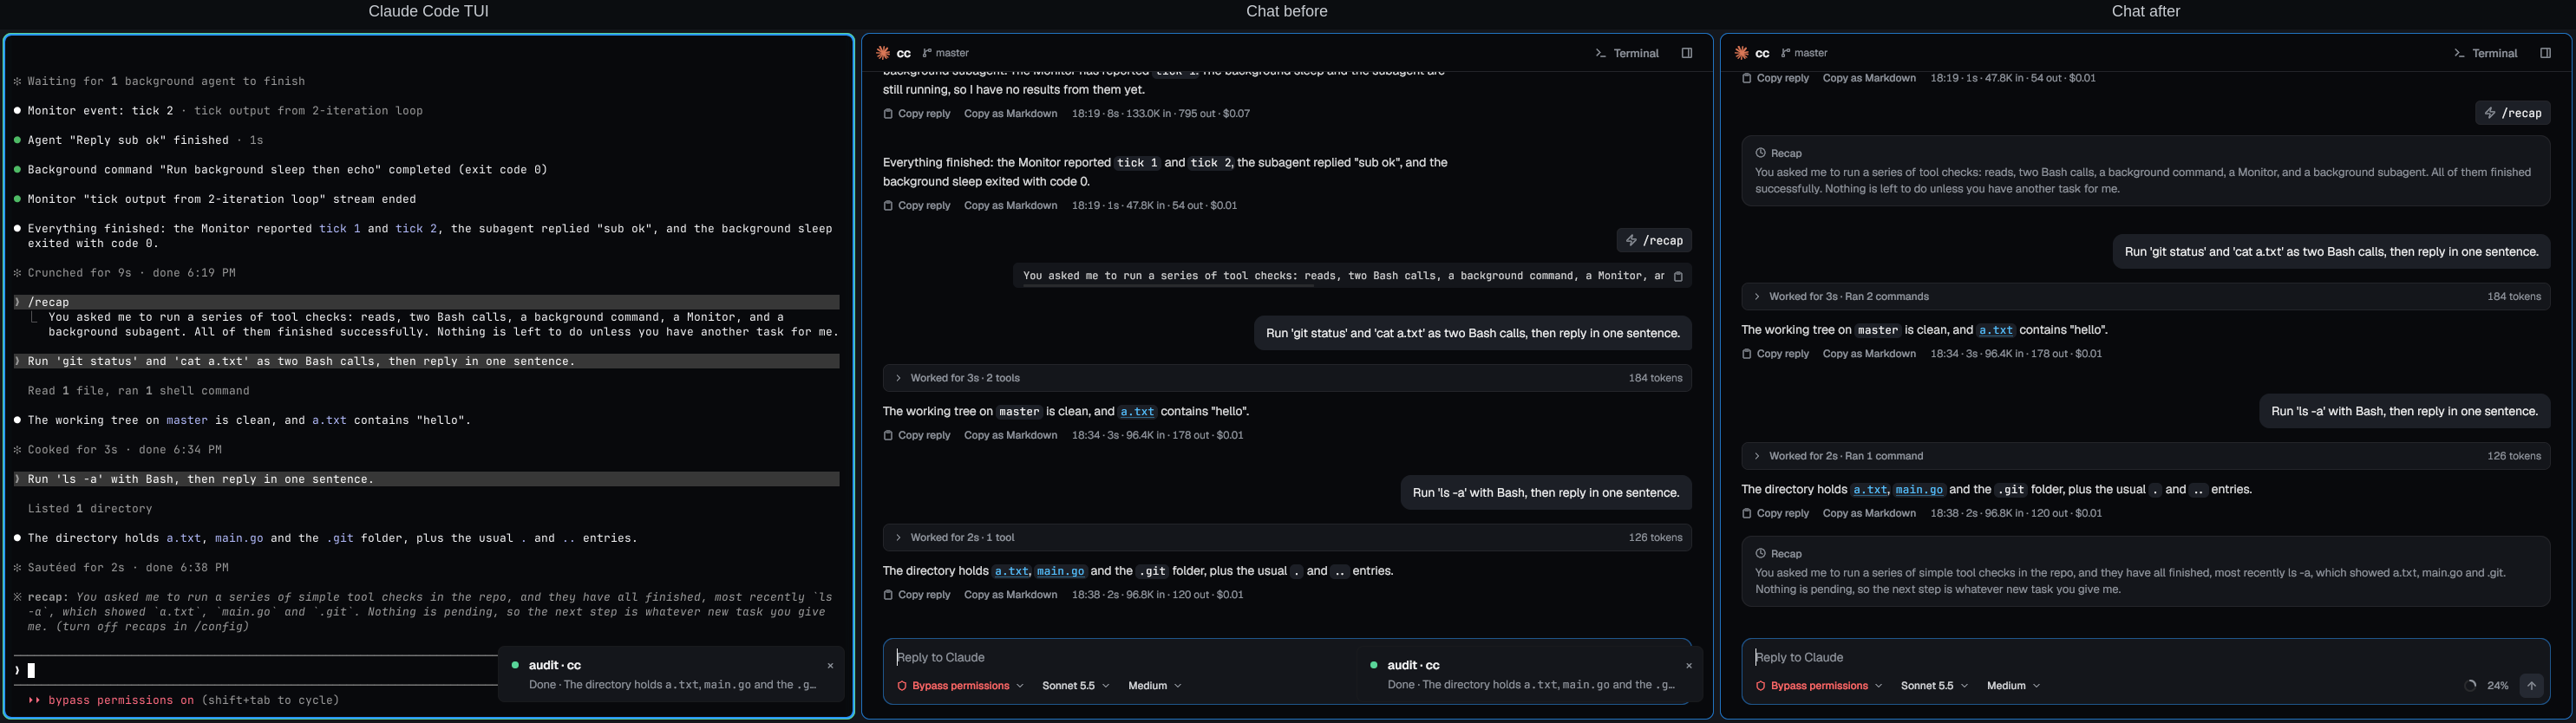 Claude Code TUI
※ Waiting for 1 background agent to finish
● Monitor event: tick 2 · tick output from 2-iteration loop
● Agent "Reply sub ok" finished · 1s
● Background command "Run background sleep then echo" completed (exit code 0)
● Monitor "tick output from 2-iteration loop" stream ended
● Everything finished: the Monitor reported tick 1 and tick 2, the subagent replied "sub ok", and the background sleep
exited with code 0.
※ Crunched for 9s · done 6:19 PM
❯ /recap
You asked me to run a series of tool checks: reads, two Bash calls, a background command, a Monitor, and a
background subagent. All of them finished successfully. Nothing is left to do unless you have another task for me.
❯ Run 'git status' and 'cat a.txt' as two Bash calls, then reply in one sentence.
Read 1 file, ran 1 shell command
● The working tree on master is clean, and a.txt contains "hello".
※ Cooked for 3s · done 6:34 PM
❯ Run 'ls -a' with Bash, then reply in one sentence.
Listed 1 directory
● The directory holds a.txt, main.go and the .git folder, plus the usual . and .. entries.
※ Sautéed for 2s · done 6:38 PM
※ recap: You asked me to run a series of simple tool checks in the repo, and they have all finished, most recently `ls
-a`, which showed `a.txt`, `main.go` and `.git`. Nothing is pending, so the next step is whatever new task you give
me. (turn off recaps in /config)
❯
audit · cc ×
Done · The directory holds a.txt, main.go and the .g…
⏵⏵ bypass permissions on (shift+tab to cycle)
Chat before
cc master Terminal
background subagent. The Monitor has reported tick 1. The background sleep and the subagent are
still running, so I have no results from them yet.
Copy reply Copy as Markdown 18:19 · 8s · 133.0K in · 795 out · $0.07
Everything finished: the Monitor reported tick 1 and tick 2, the subagent replied "sub ok", and the
background sleep exited with code 0.
Copy reply Copy as Markdown 18:19 · 1s · 47.8K in · 54 out · $0.01
/recap
You asked me to run a series of tool checks: reads, two Bash calls, a background command, a Monitor, ar
Run 'git status' and 'cat a.txt' as two Bash calls, then reply in one sentence.
Worked for 3s · 2 tools 184 tokens
The working tree on master is clean, and a.txt contains "hello".
Copy reply Copy as Markdown 18:34 · 3s · 96.4K in · 178 out · $0.01
Run 'ls -a' with Bash, then reply in one sentence.
Worked for 2s · 1 tool 126 tokens
The directory holds a.txt, main.go and the .git folder, plus the usual . and .. entries.
Copy reply Copy as Markdown 18:38 · 2s · 96.8K in · 120 out · $0.01
Reply to Claude
Bypass permissions Sonnet 5.5 Medium
audit · cc ×
Done · The directory holds a.txt, main.go and the .g…
Chat after
cc master Terminal
Copy reply Copy as Markdown 18:19 · 1s · 47.8K in · 54 out · $0.01
/recap
Recap
You asked me to run a series of tool checks: reads, two Bash calls, a background command, a Monitor, and a background subagent. All of them finished
successfully. Nothing is left to do unless you have another task for me.
Run 'git status' and 'cat a.txt' as two Bash calls, then reply in one sentence.
Worked for 3s · Ran 2 commands 184 tokens
The working tree on master is clean, and a.txt contains "hello".
Copy reply Copy as Markdown 18:34 · 3s · 96.4K in · 178 out · $0.01
Run 'ls -a' with Bash, then reply in one sentence.
Worked for 2s · Ran 1 command 126 tokens
The directory holds a.txt, main.go and the .git folder, plus the usual . and .. entries.
Copy reply Copy as Markdown 18:38 · 2s · 96.8K in · 120 out · $0.01
Recap
You asked me to run a series of simple tool checks in the repo, and they have all finished, most recently ls -a, which showed a.txt, main.go and .git.
Nothing is pending, so the next step is whatever new task you give me.
Reply to Claude
Bypass permissions Sonnet 5.5 Medium 24%